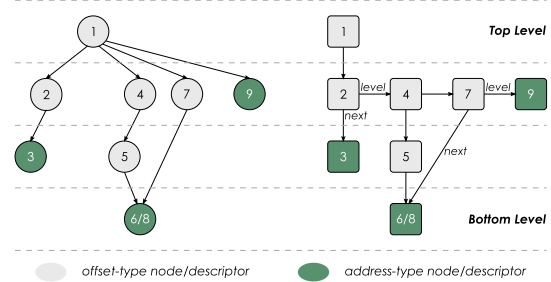 1
1
Top Level
2
4
7
9
2
level
4
7
level
9
next
3
5
3
5
next
6/8
6/8
Bottom Level
offset-type node/descriptor
address-type node/descriptor